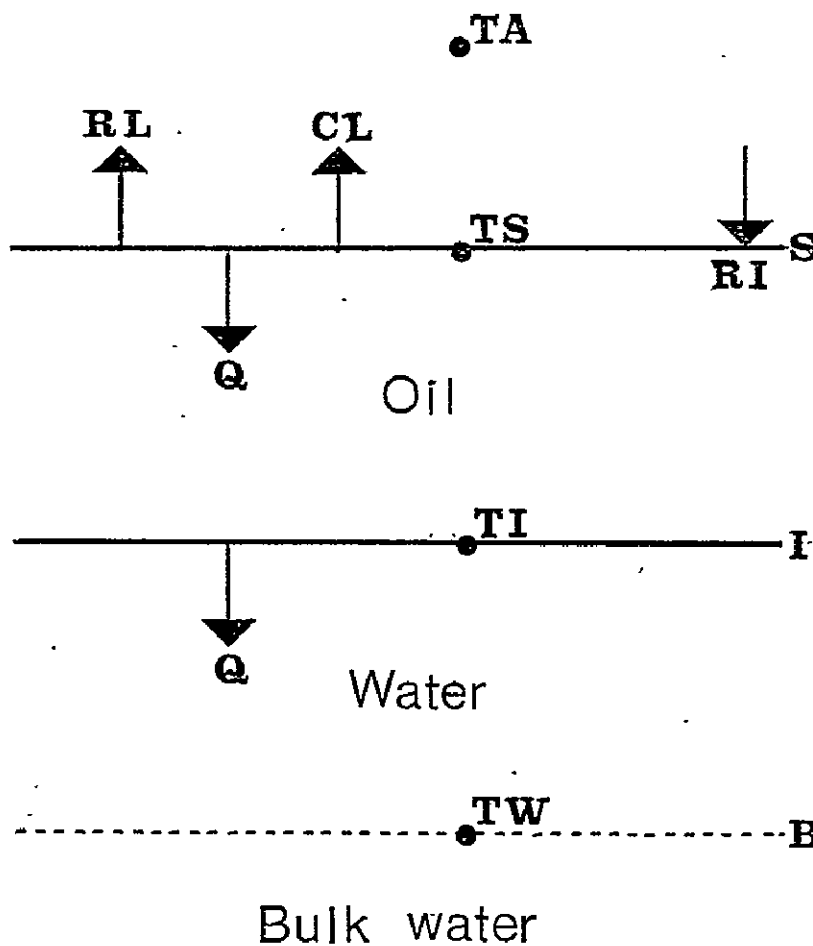 TA
RL CL
TS S
RI
Q
Oil
TI I
Q
Water
TW B
Bulk water